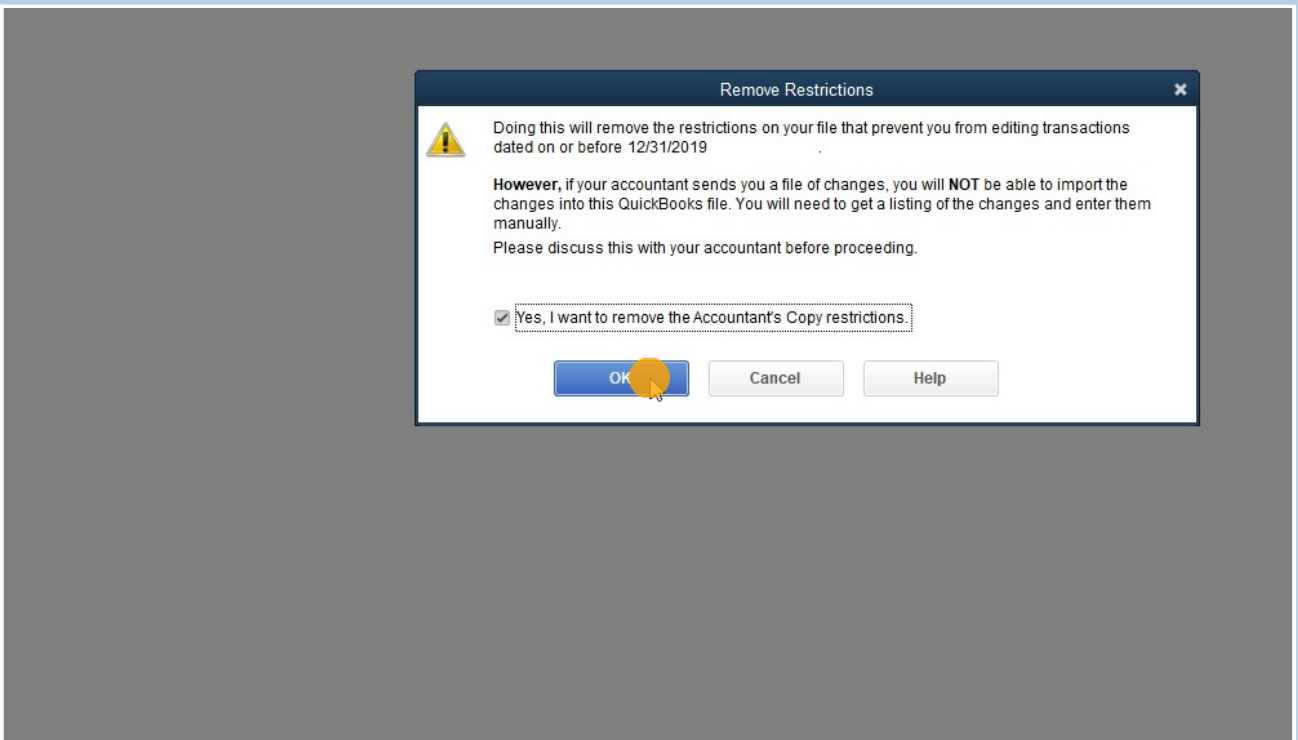 Remove Restrictions
Doing this will remove the restrictions on your file that prevent you from editing transactions
dated on or before 12/31/2019 .
However, if your accountant sends you a file of changes, you will NOT be able to import the
changes into this QuickBooks file. You will need to get a listing of the changes and enter them
manually.
Please discuss this with your accountant before proceeding.
Yes, I want to remove the Accountant's Copy restrictions.
OK Cancel Help